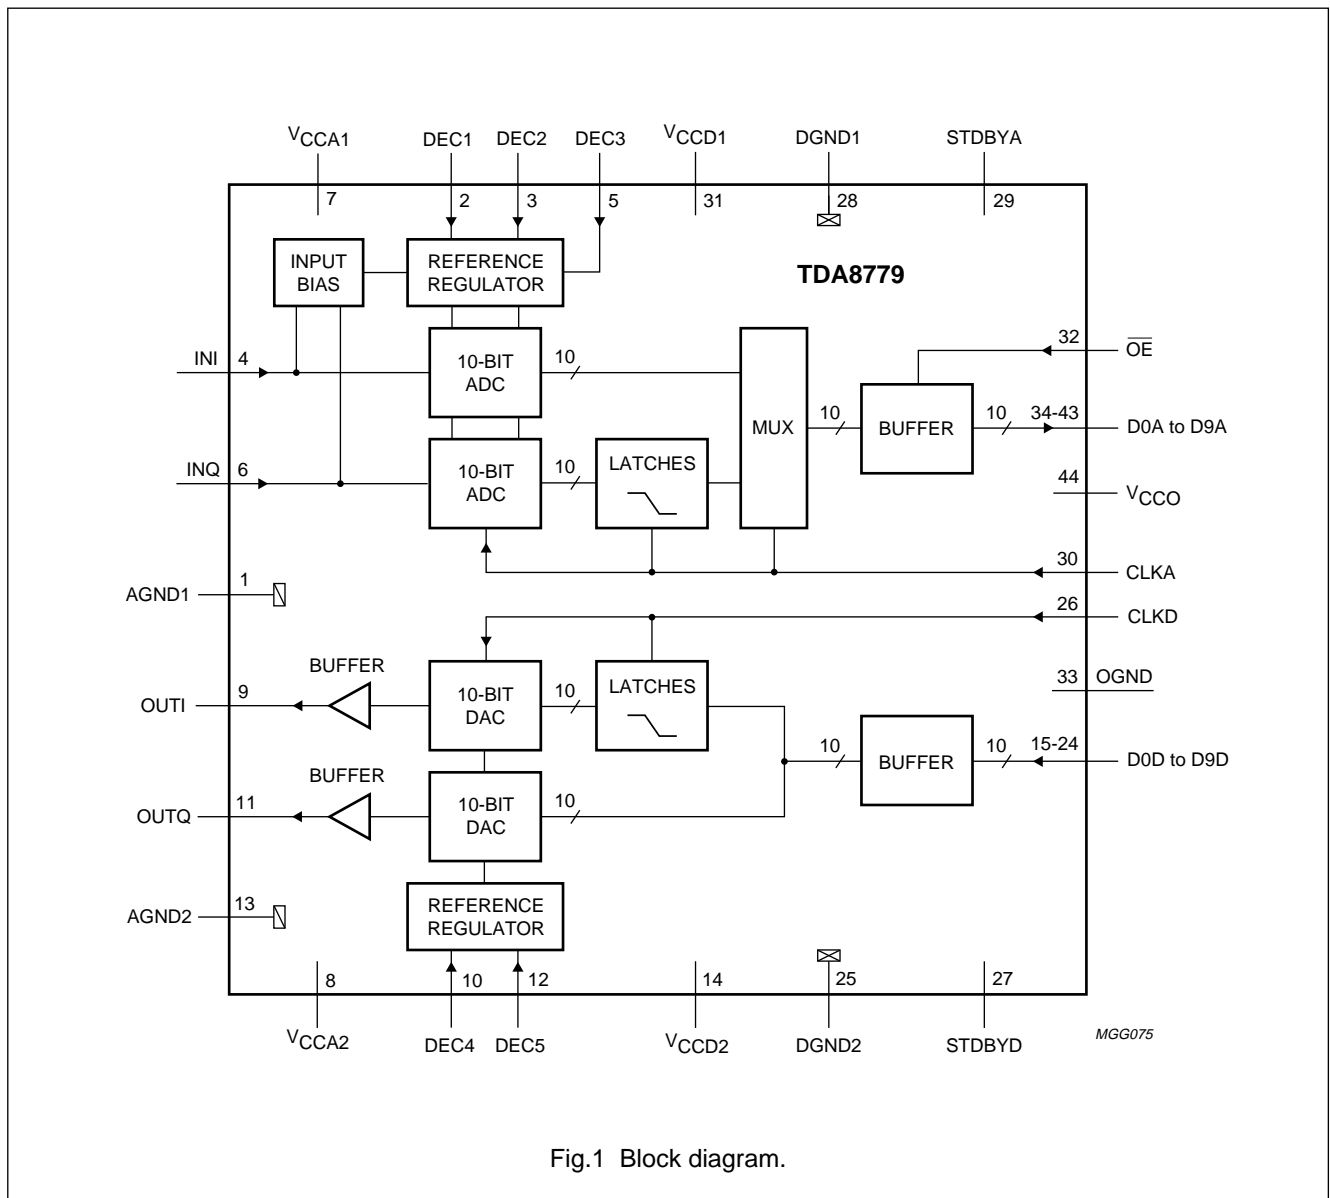 VCCA1 DEC1 DEC2 DEC3 VCCD1 DGND1 STDBYA
7 2 3 5 31 28 29
INPUT
BIAS
REFERENCE
REGULATOR
TDA8779
INI 4
10-BIT
ADC
10
32 OE
MUX
10
BUFFER
10
34-43
D0A to D9A
INQ 6
10-BIT
ADC
10
LATCHES
44
VCCO
AGND1 1
30
CLKA
26
CLKD
BUFFER
OUTI 9
10-BIT
DAC
10
LATCHES
33 OGND
10
BUFFER
10
15-24
D0D to D9D
BUFFER
OUTQ 11
10-BIT
DAC
10
AGND2 13
REFERENCE
REGULATOR
8 10 12 14 25 27
VCCA2 DEC4 DEC5 VCCD2 DGND2 STDBYD
MGG075
Fig.1 Block diagram.